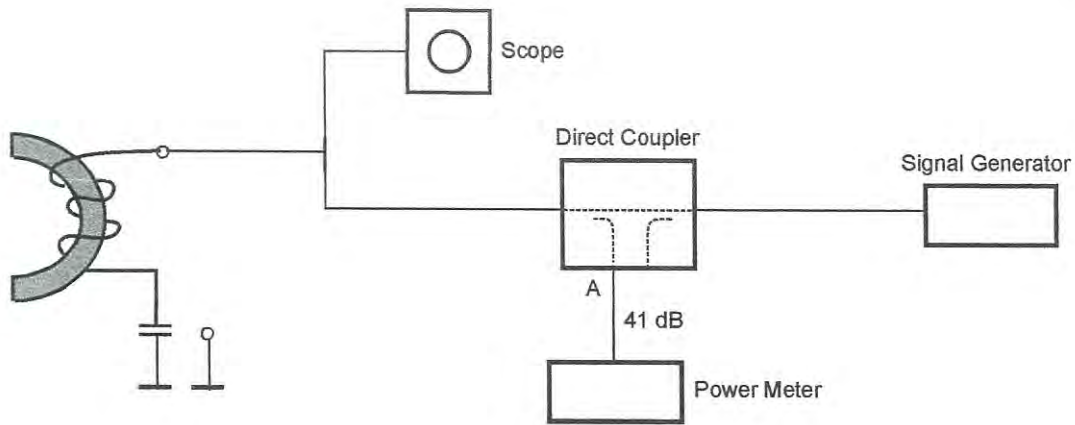 Scope
Direct Coupler
Signal Generator
A
41 dB
Power Meter